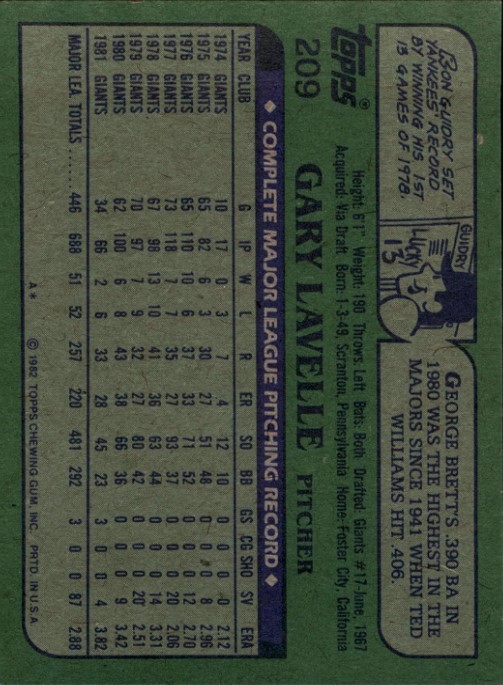 RON GUIDRY SET
YANKEES' RECORD
BY WINNING HIS 1ST
13 GAMES OF 1978.
GUIDRY
LUCKY
13
GEORGE BRETT'S .390 BA IN
1980 WAS THE HIGHEST IN THE
MAJORS SINCE 1941 WHEN TED
WILLIAMS HIT .406.
Topps®
209
Height: 6'1" Weight: 190 Throws: Left Bats: Both Drafted: Giants #17-June, 1967
Acquired: Via Draft Born: 1-3-49, Scranton, Pennsylvania Home: Foster City, California
GARY LAVELLE PITCHER
◆ COMPLETE MAJOR LEAGUE PITCHING RECORD ◆
YEAR CLUB G IP W L R ER SO BB GS CG SHO SV ERA
1974 GIANTS 10 17 0 3 7 4 12 10 0 0 0 0 2.12
1975 GIANTS 65 82 6 3 30 27 51 48 0 0 0 8 2.96
1976 GIANTS 65 110 10 6 37 33 71 52 0 0 0 12 2.70
1977 GIANTS 73 118 7 7 35 27 93 37 0 0 0 20 2.06
1978 GIANTS 67 98 13 10 41 36 63 44 0 0 0 14 3.31
1979 GIANTS 70 97 7 9 32 27 80 42 0 0 0 20 2.51
1980 GIANTS 62 100 6 8 43 38 66 36 0 0 0 9 3.42
1981 GIANTS 34 66 2 6 33 28 45 23 3 0 0 4 3.82
MAJOR LEA. TOTALS ...... 446 688 51 52 257 220 481 292 3 0 0 87 2.88
A* © 1982 TOPPS CHEWING GUM, INC. PRTD. IN U.S.A.